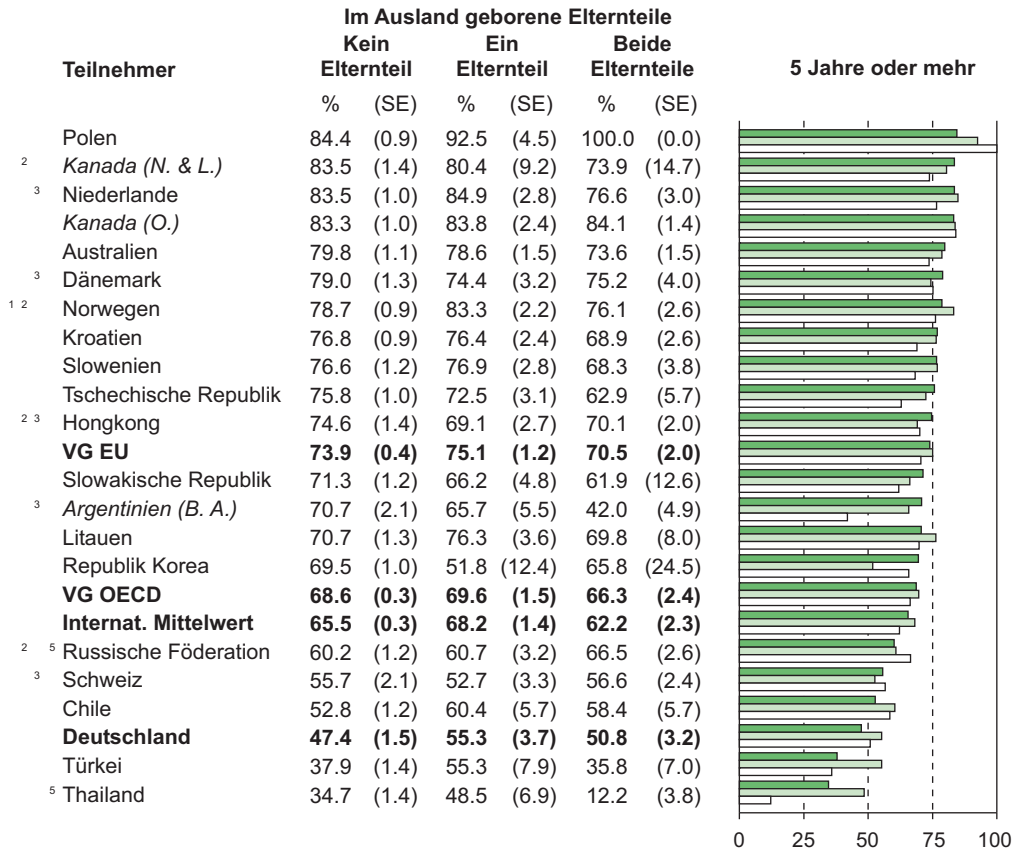 Im Ausland geborene Elternteile
Kein Ein Beide
Teilnehmer Elternteil Elternteil Elternteile 5 Jahre oder mehr
% (SE) % (SE) % (SE)
Polen 84.4 (0.9) 92.5 (4.5) 100.0 (0.0)
2 Kanada (N. & L.) 83.5 (1.4) 80.4 (9.2) 73.9 (14.7)
3 Niederlande 83.5 (1.0) 84.9 (2.8) 76.6 (3.0)
Kanada (O.) 83.3 (1.0) 83.8 (2.4) 84.1 (1.4)
Australien 79.8 (1.1) 78.6 (1.5) 73.6 (1.5)
3 Dänemark 79.0 (1.3) 74.4 (3.2) 75.2 (4.0)
1 2 Norwegen 78.7 (0.9) 83.3 (2.2) 76.1 (2.6)
Kroatien 76.8 (0.9) 76.4 (2.4) 68.9 (2.6)
Slowenien 76.6 (1.2) 76.9 (2.8) 68.3 (3.8)
Tschechische Republik 75.8 (1.0) 72.5 (3.1) 62.9 (5.7)
2 3 Hongkong 74.6 (1.4) 69.1 (2.7) 70.1 (2.0)
VG EU 73.9 (0.4) 75.1 (1.2) 70.5 (2.0)
Slowakische Republik 71.3 (1.2) 66.2 (4.8) 61.9 (12.6)
3 Argentinien (B. A.) 70.7 (2.1) 65.7 (5.5) 42.0 (4.9)
Litauen 70.7 (1.3) 76.3 (3.6) 69.8 (8.0)
Republik Korea 69.5 (1.0) 51.8 (12.4) 65.8 (24.5)
VG OECD 68.6 (0.3) 69.6 (1.5) 66.3 (2.4)
Internat. Mittelwert 65.5 (0.3) 68.2 (1.4) 62.2 (2.3)
2 5 Russische Föderation 60.2 (1.2) 60.7 (3.2) 66.5 (2.6)
3 Schweiz 55.7 (2.1) 52.7 (3.3) 56.6 (2.4)
Chile 52.8 (1.2) 60.4 (5.7) 58.4 (5.7)
Deutschland 47.4 (1.5) 55.3 (3.7) 50.8 (3.2)
Türkei 37.9 (1.4) 55.3 (7.9) 35.8 (7.0)
5 Thailand 34.7 (1.4) 48.5 (6.9) 12.2 (3.8)
0 25 50 75 100